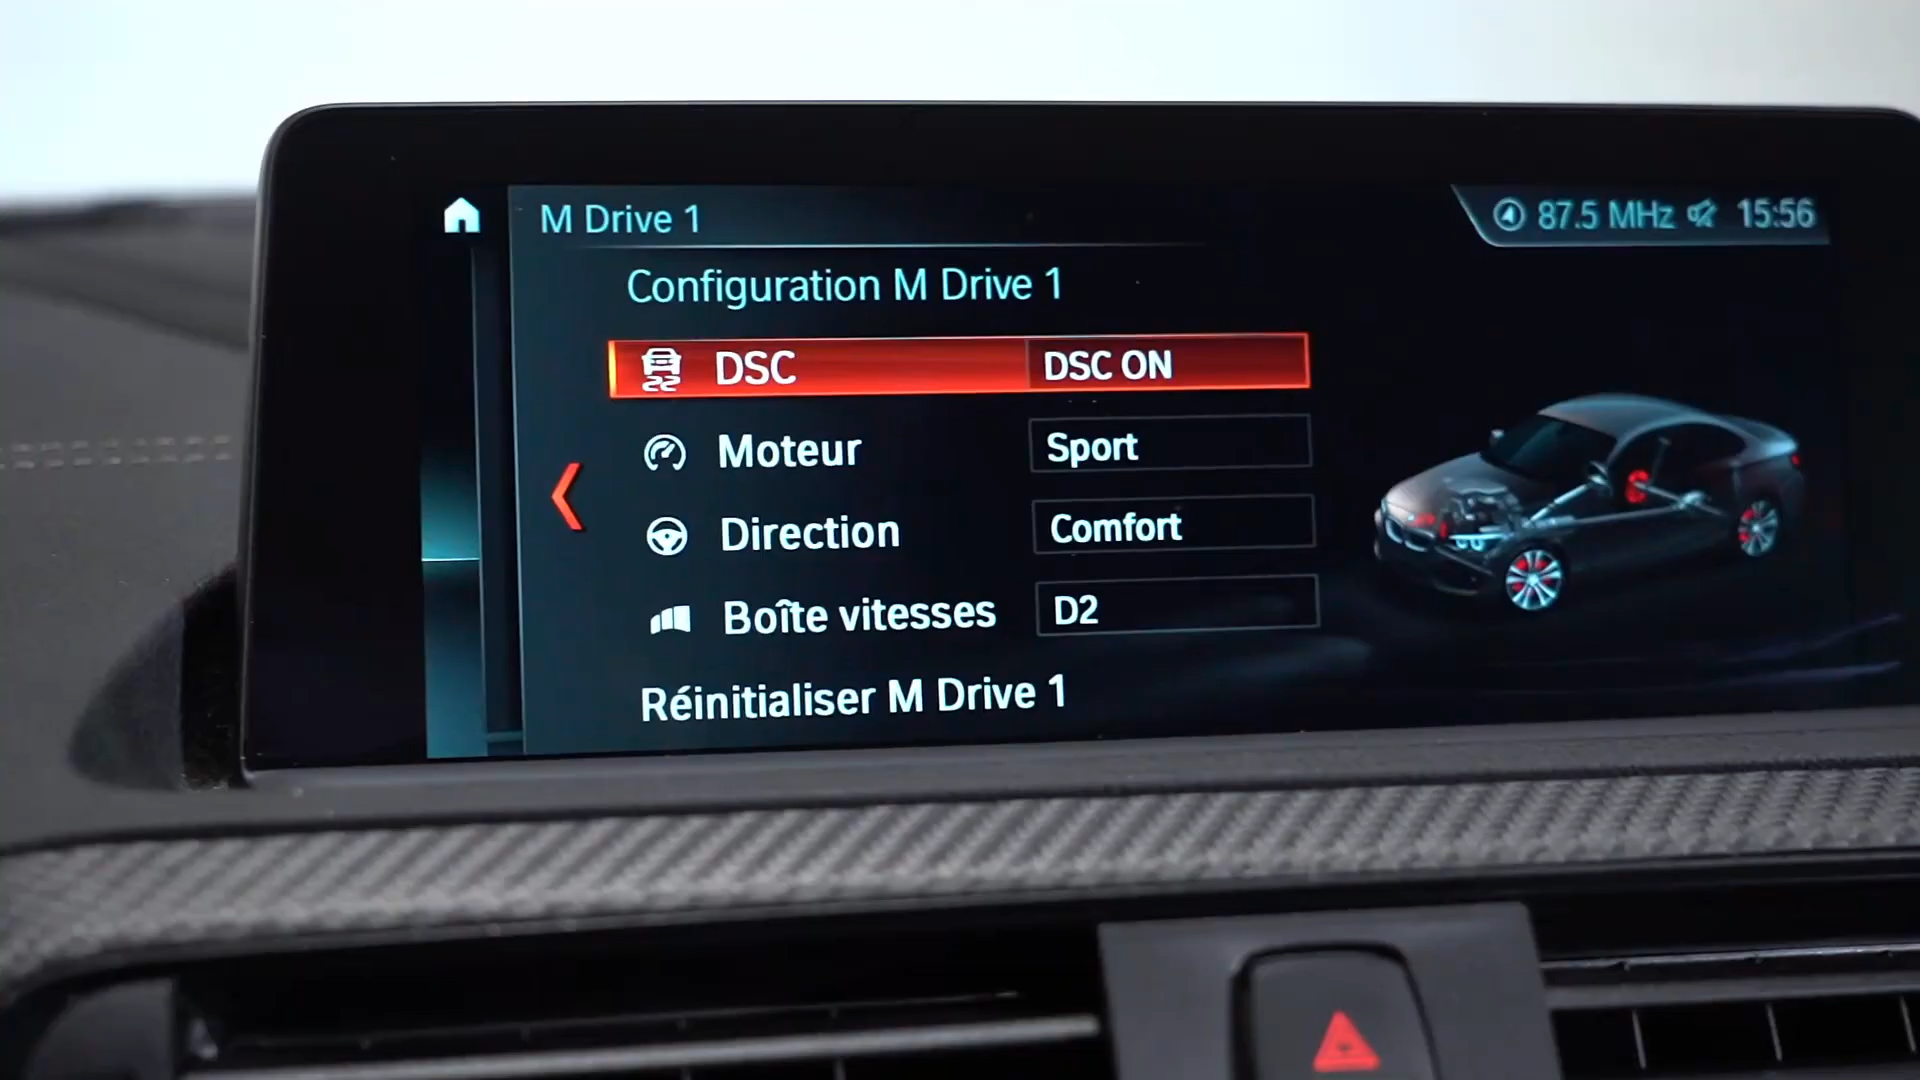 M Drive 1
87.5 MHz 15:56
Configuration M Drive 1
DSC DSC ON
Moteur Sport
Direction Comfort
Boîte vitesses D2
Réinitialiser M Drive 1